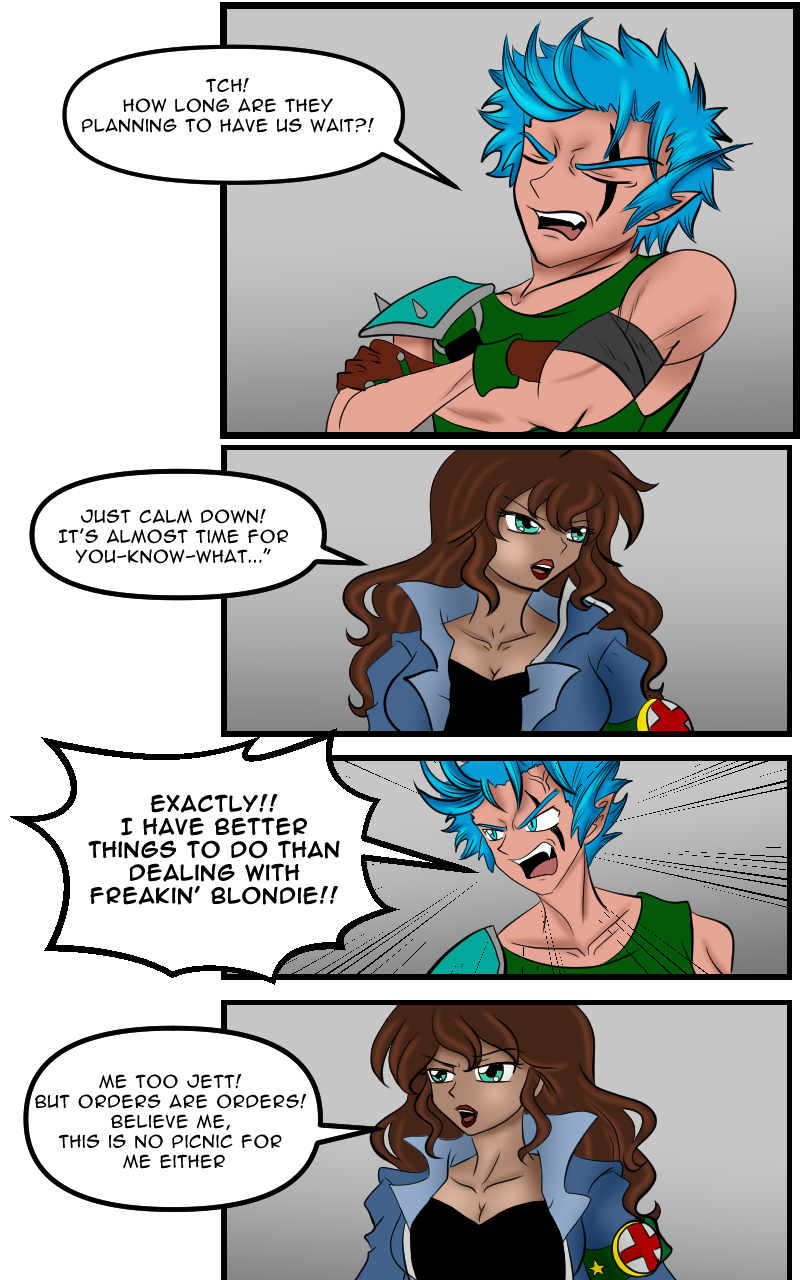 TCH!
HOW LONG ARE THEY
PLANNING TO HAVE US WAIT?!
JUST CALM DOWN!
IT'S ALMOST TIME FOR
YOU-KNOW-WHAT..."
EXACTLY!!
I HAVE BETTER
THINGS TO DO THAN
DEALING WITH
FREAKIN' BLONDIE!!
ME TOO JETT!
BUT ORDERS ARE ORDERS!
BELIEVE ME,
THIS IS NO PICNIC FOR
ME EITHER